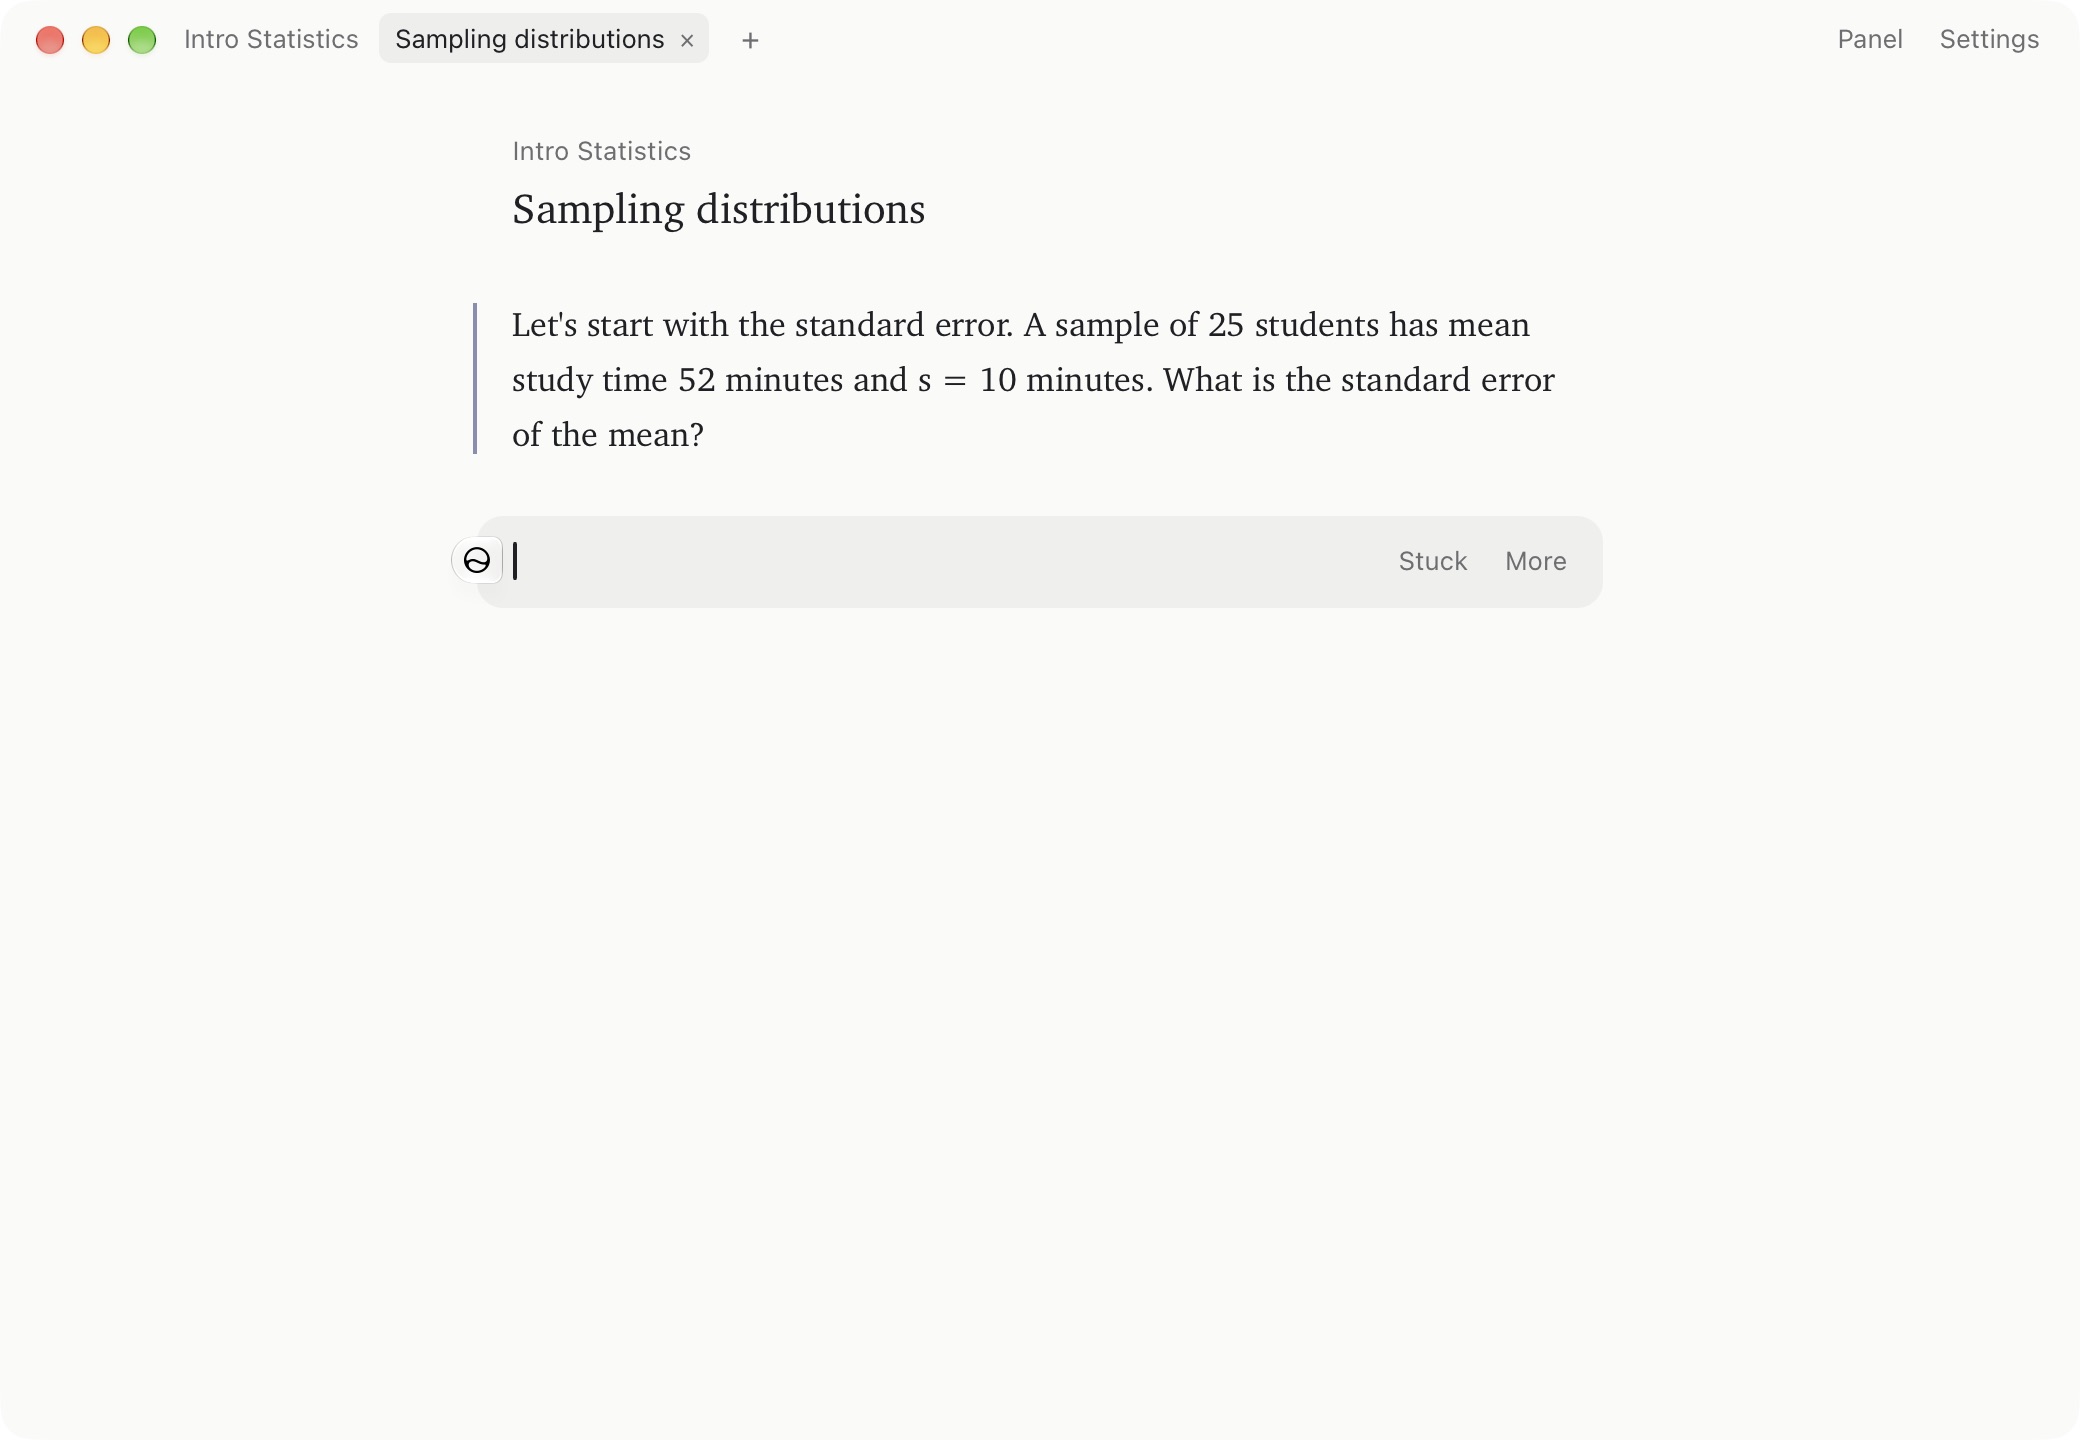 Intro Statistics
Sampling distributions ×
+
Panel
Settings
Intro Statistics
Sampling distributions
Let's start with the standard error. A sample of 25 students has mean
study time 52 minutes and s = 10 minutes. What is the standard error
of the mean?
Stuck
More